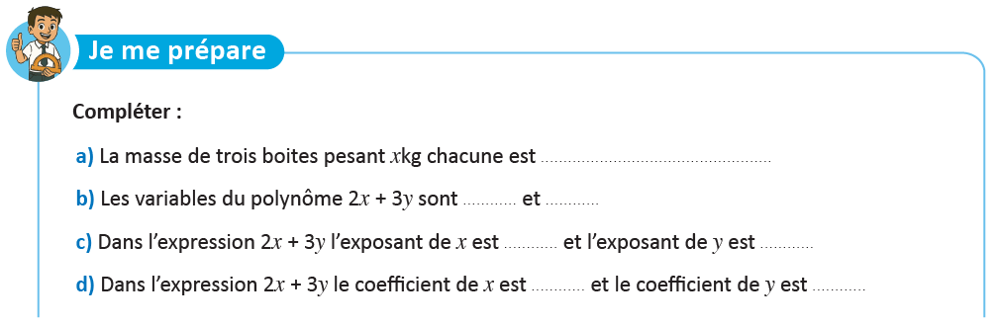 Je me prépare
Compléter :
a) La masse de trois boites pesant xkg chacune est ....................................................
b) Les variables du polynôme 2x + 3y sont ............ et ............
c) Dans l’expression 2x + 3y l’exposant de x est ............ et l’exposant de y est ............
d) Dans l’expression 2x + 3y le coefficient de x est ............ et le coefficient de y est ............